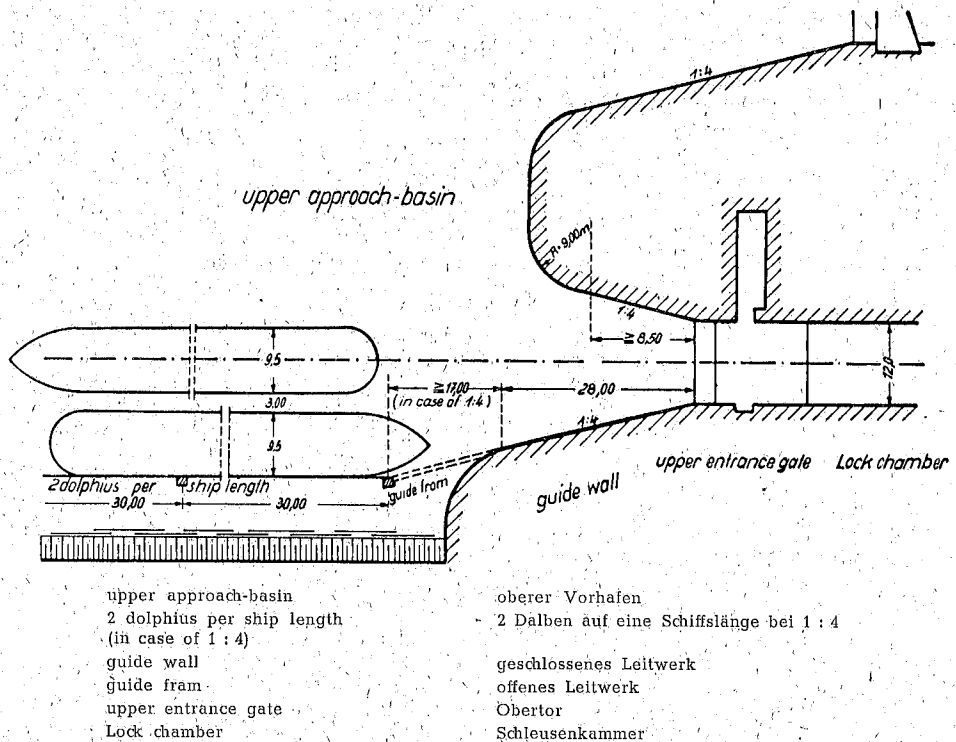 1:4
upper approach-basin
R=9,00m
1:4
≧8,50
9,5
12,0
3,00
≧17,00
(in case of 1:4)
28,00
1:4
9,5
upper entrance gate
Lock chamber
2 dolphius per ship length
guide fram
guide wall
30,00
30,00
upper approach-basin
oberer Vorhafen
2 dolphius per ship length
2 Dalben auf eine Schiffslänge bei 1 : 4
(in case of 1 : 4)
guide wall
geschlossenes Leitwerk
guide fram
offenes Leitwerk
upper entrance gate
Obertor
Lock chamber
Schleusenkammer